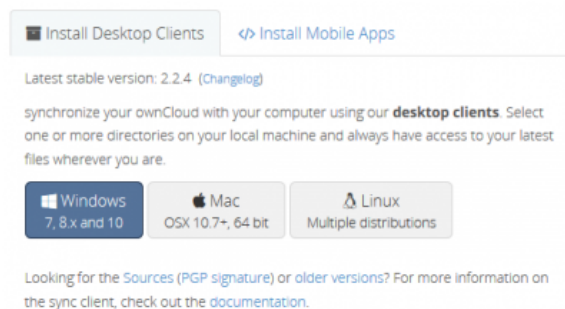 Install Desktop Clients
</> Install Mobile Apps
Latest stable version: 2.2.4 (Changelog)
synchronize your ownCloud with your computer using our desktop clients. Select
one or more directories on your local machine and always have access to your latest
files wherever you are.
Windows
7, 8.x and 10
Mac
OSX 10.7+, 64 bit
Linux
Multiple distributions
Looking for the Sources (PGP signature) or older versions? For more information on
the sync client, check out the documentation.